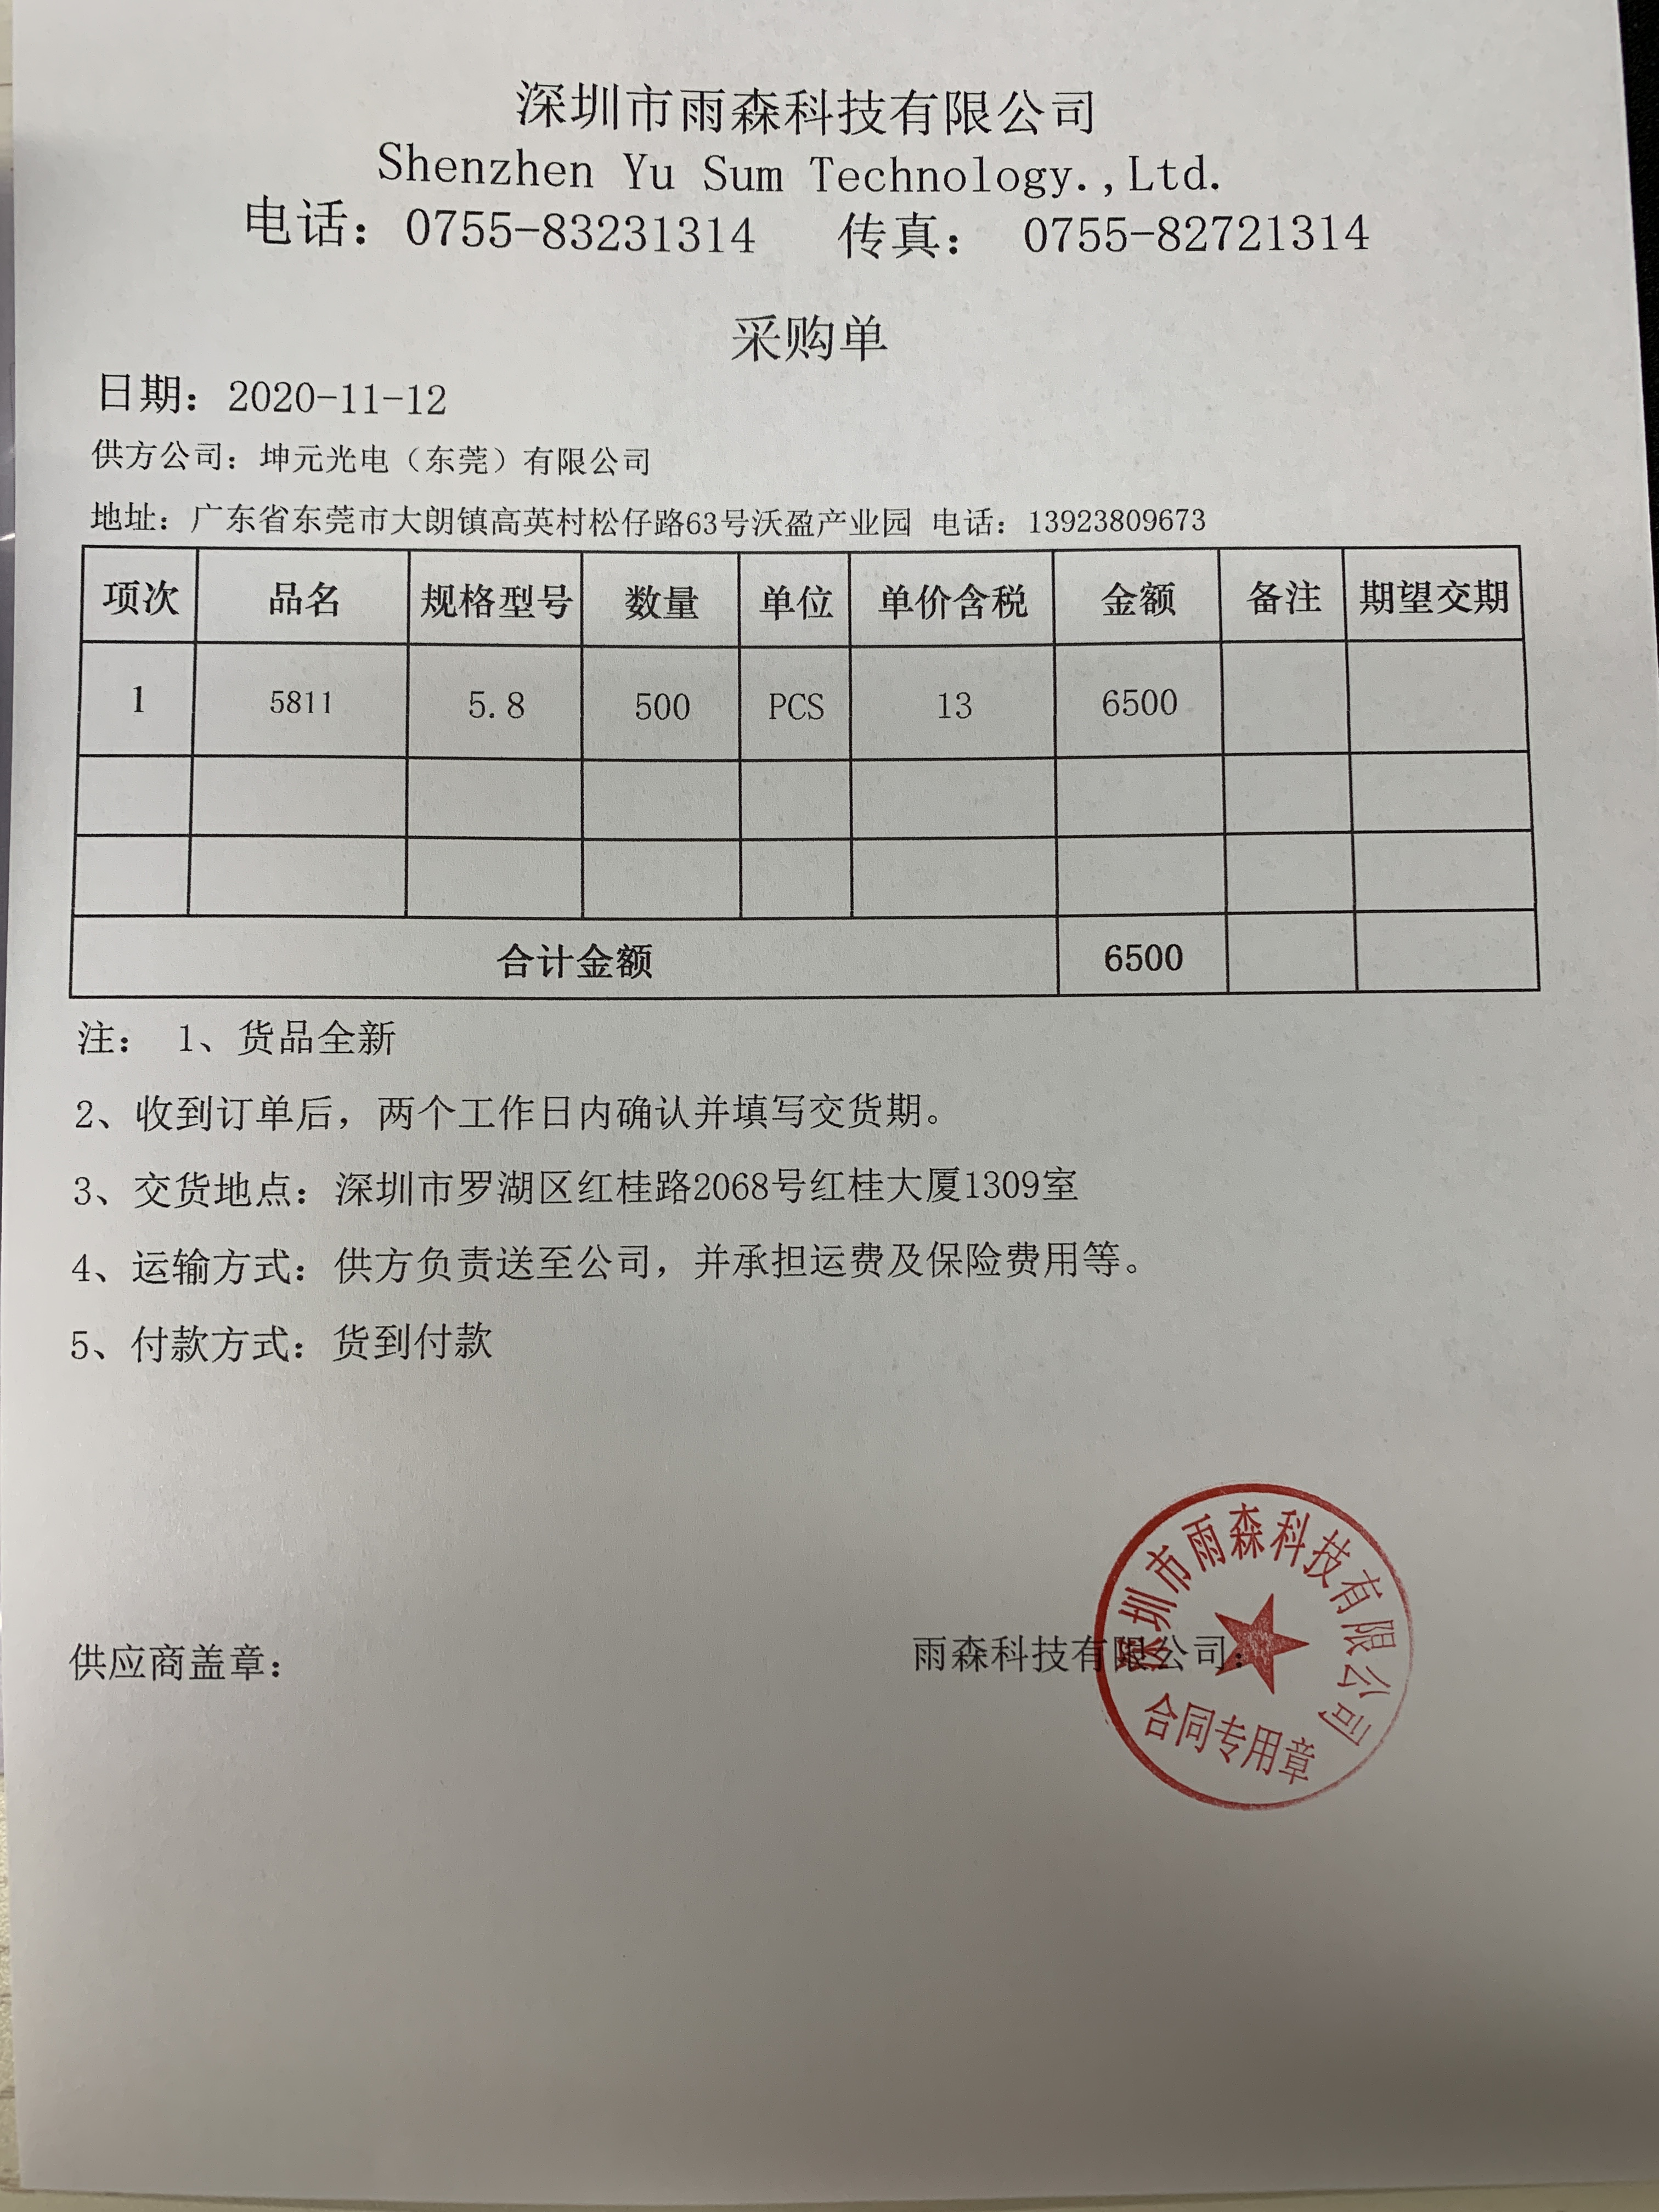 深圳市雨森科技有限公司
Shenzhen Yu Sum Technology.,Ltd.
电话：0755-83231314 传真： 0755-82721314
采购单
日期：2020-11-12
供方公司：坤元光电（东莞）有限公司
地址：广东省东莞市大朗镇高英村松仔路63号沃盈产业园 电话：13923809673
项次 品名 规格型号 数量 单位 单价含税 金额 备注 期望交期
1 5811 5.8 500 PCS 13 6500
合计金额 6500
注： 1、货品全新
2、收到订单后，两个工作日内确认并填写交货期。
3、交货地点：深圳市罗湖区红桂路2068号红桂大厦1309室
4、运输方式：供方负责送至公司，并承担运费及保险费用等。
5、付款方式：货到付款
供应商盖章： 雨森科技有限公司：
深圳市雨森科技有限公司
合同专用章